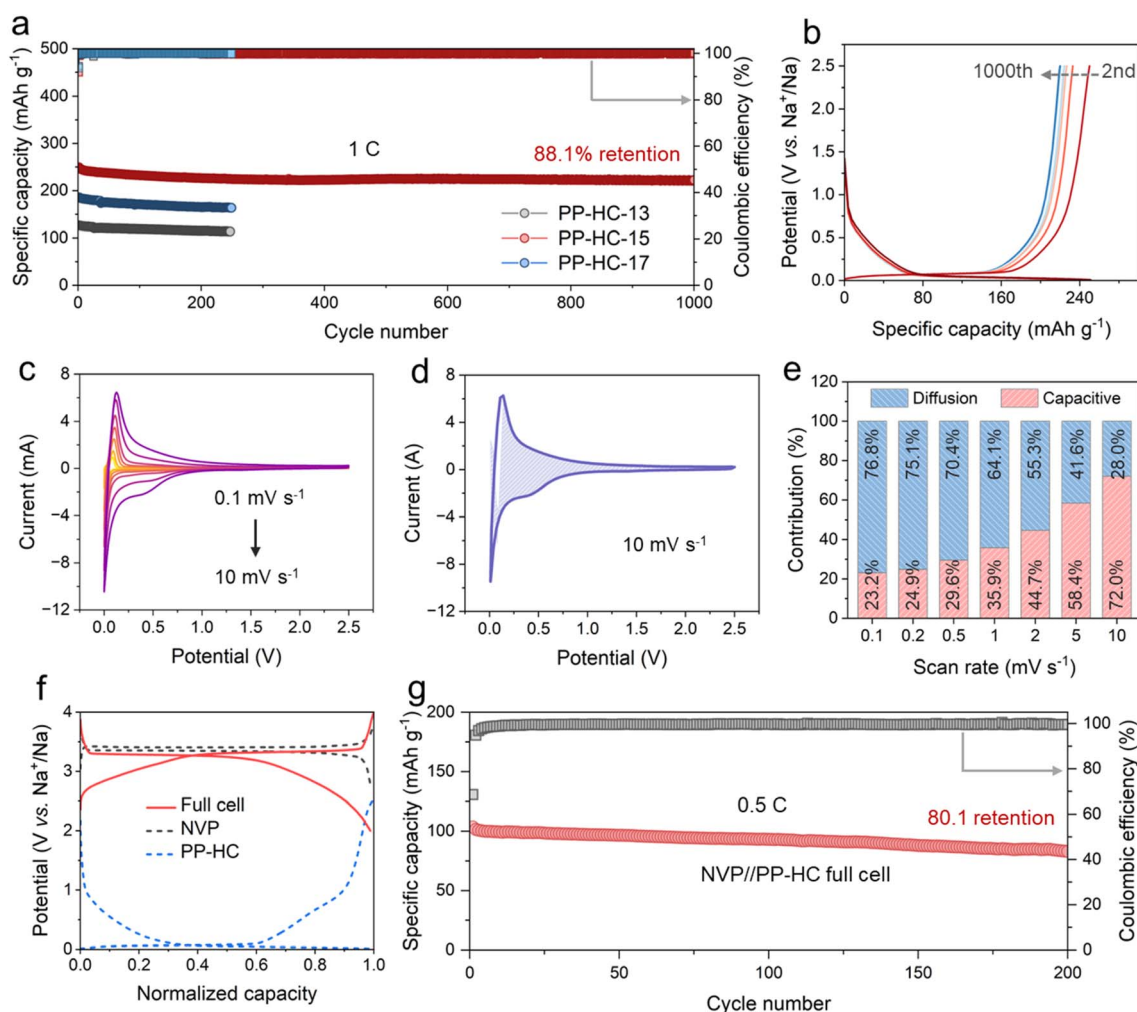 a
500
400
300
200
100
0
Specific capacity (mAh g⁻¹)
100
80
60
40
20
0
Coulombic efficiency (%)
1 C
88.1% retention
PP-HC-13
PP-HC-15
PP-HC-17
0 200 400 600 800 1000
Cycle number
b
2.5
2.0
1.5
1.0
0.5
0.0
Potential (V vs. Na⁺/Na)
1000th
2nd
0 80 160 240
Specific capacity (mAh g⁻¹)
c
8
4
0
−4
−8
−12
Current (mA)
0.1 mV s⁻¹
10 mV s⁻¹
0.0 0.5 1.0 1.5 2.0 2.5
Potential (V)
d
8
4
0
−4
−8
−12
Current (A)
10 mV s⁻¹
0.0 0.5 1.0 1.5 2.0 2.5
Potential (V)
e
120
100
80
60
40
20
0
Contribution (%)
Diffusion Capacitive
76.8% 75.1% 70.4% 64.1% 55.3% 41.6% 28.0%
23.2% 24.9% 29.6% 35.9% 44.7% 58.4% 72.0%
0.1 0.2 0.5 1 2 5 10
Scan rate (mV s⁻¹)
f
4
3
2
1
0
Potential (V vs. Na⁺/Na)
Full cell
NVP
PP-HC
0.0 0.2 0.4 0.6 0.8 1.0
Normalized capacity
g
200
175
150
125
100
75
50
25
0
Specific capacity (mAh g⁻¹)
100
80
60
40
20
0
Coulombic efficiency (%)
0.5 C
80.1 retention
NVP//PP-HC full cell
0 50 100 150 200
Cycle number